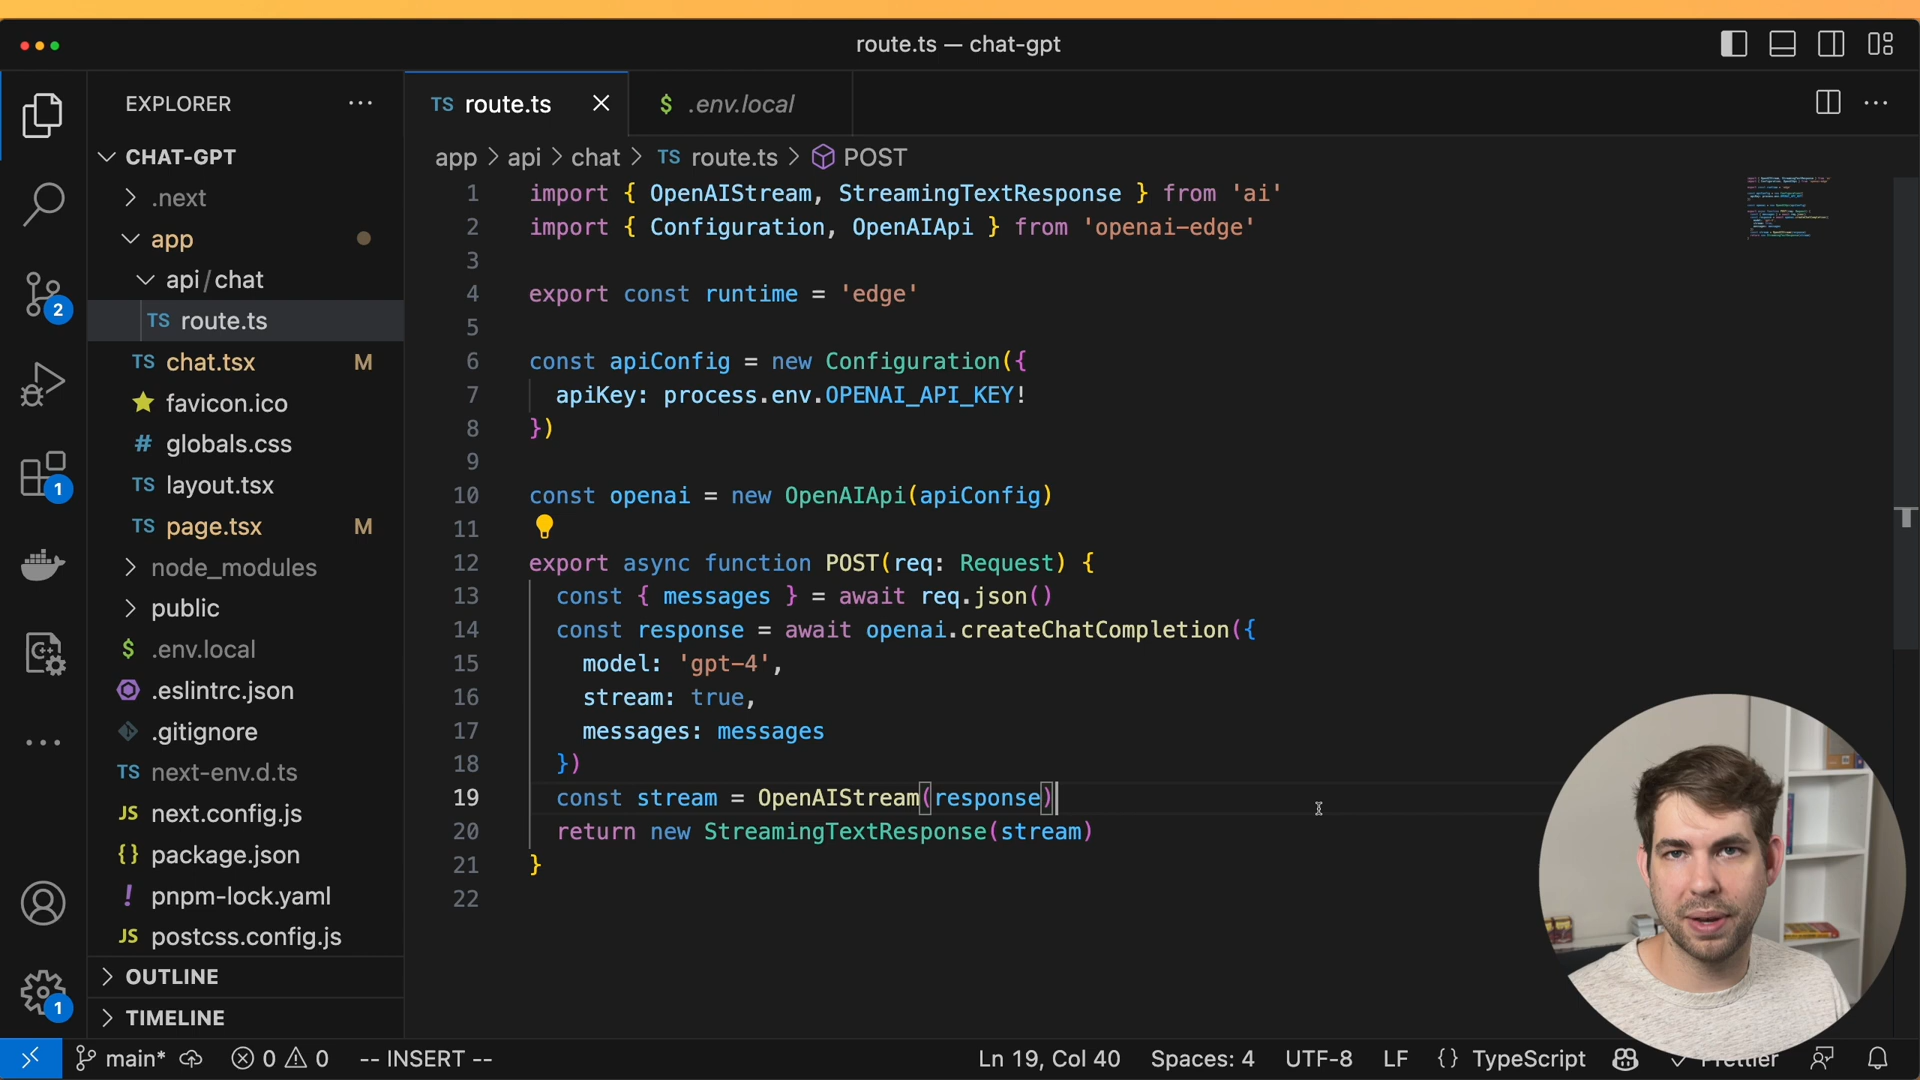 route.ts — chat-gpt
EXPLORER
TS route.ts
$ .env.local
CHAT-GPT
app > api > chat > TS route.ts > POST
.next
app
api/chat
TS route.ts
TS chat.tsx M
favicon.ico
# globals.css
TS layout.tsx
TS page.tsx M
node_modules
public
$ .env.local
.eslintrc.json
.gitignore
TS next-env.d.ts
JS next.config.js
{} package.json
! pnpm-lock.yaml
JS postcss.config.js
OUTLINE
TIMELINE
2
1
1
1 import { OpenAIStream, StreamingTextResponse } from 'ai'
2 import { Configuration, OpenAIApi } from 'openai-edge'
3
4 export const runtime = 'edge'
5
6 const apiConfig = new Configuration({
7 apiKey: process.env.OPENAI_API_KEY!
8 })
9
10 const openai = new OpenAIApi(apiConfig)
11
12 export async function POST(req: Request) {
13 const { messages } = await req.json()
14 const response = await openai.createChatCompletion({
15 model: 'gpt-4',
16 stream: true,
17 messages: messages
18 })
19 const stream = OpenAIStream(response)
20 return new StreamingTextResponse(stream)
21 }
22
main* 0 0 -- INSERT -- Ln 19, Col 40 Spaces: 4 UTF-8 LF {} TypeScript Prettier